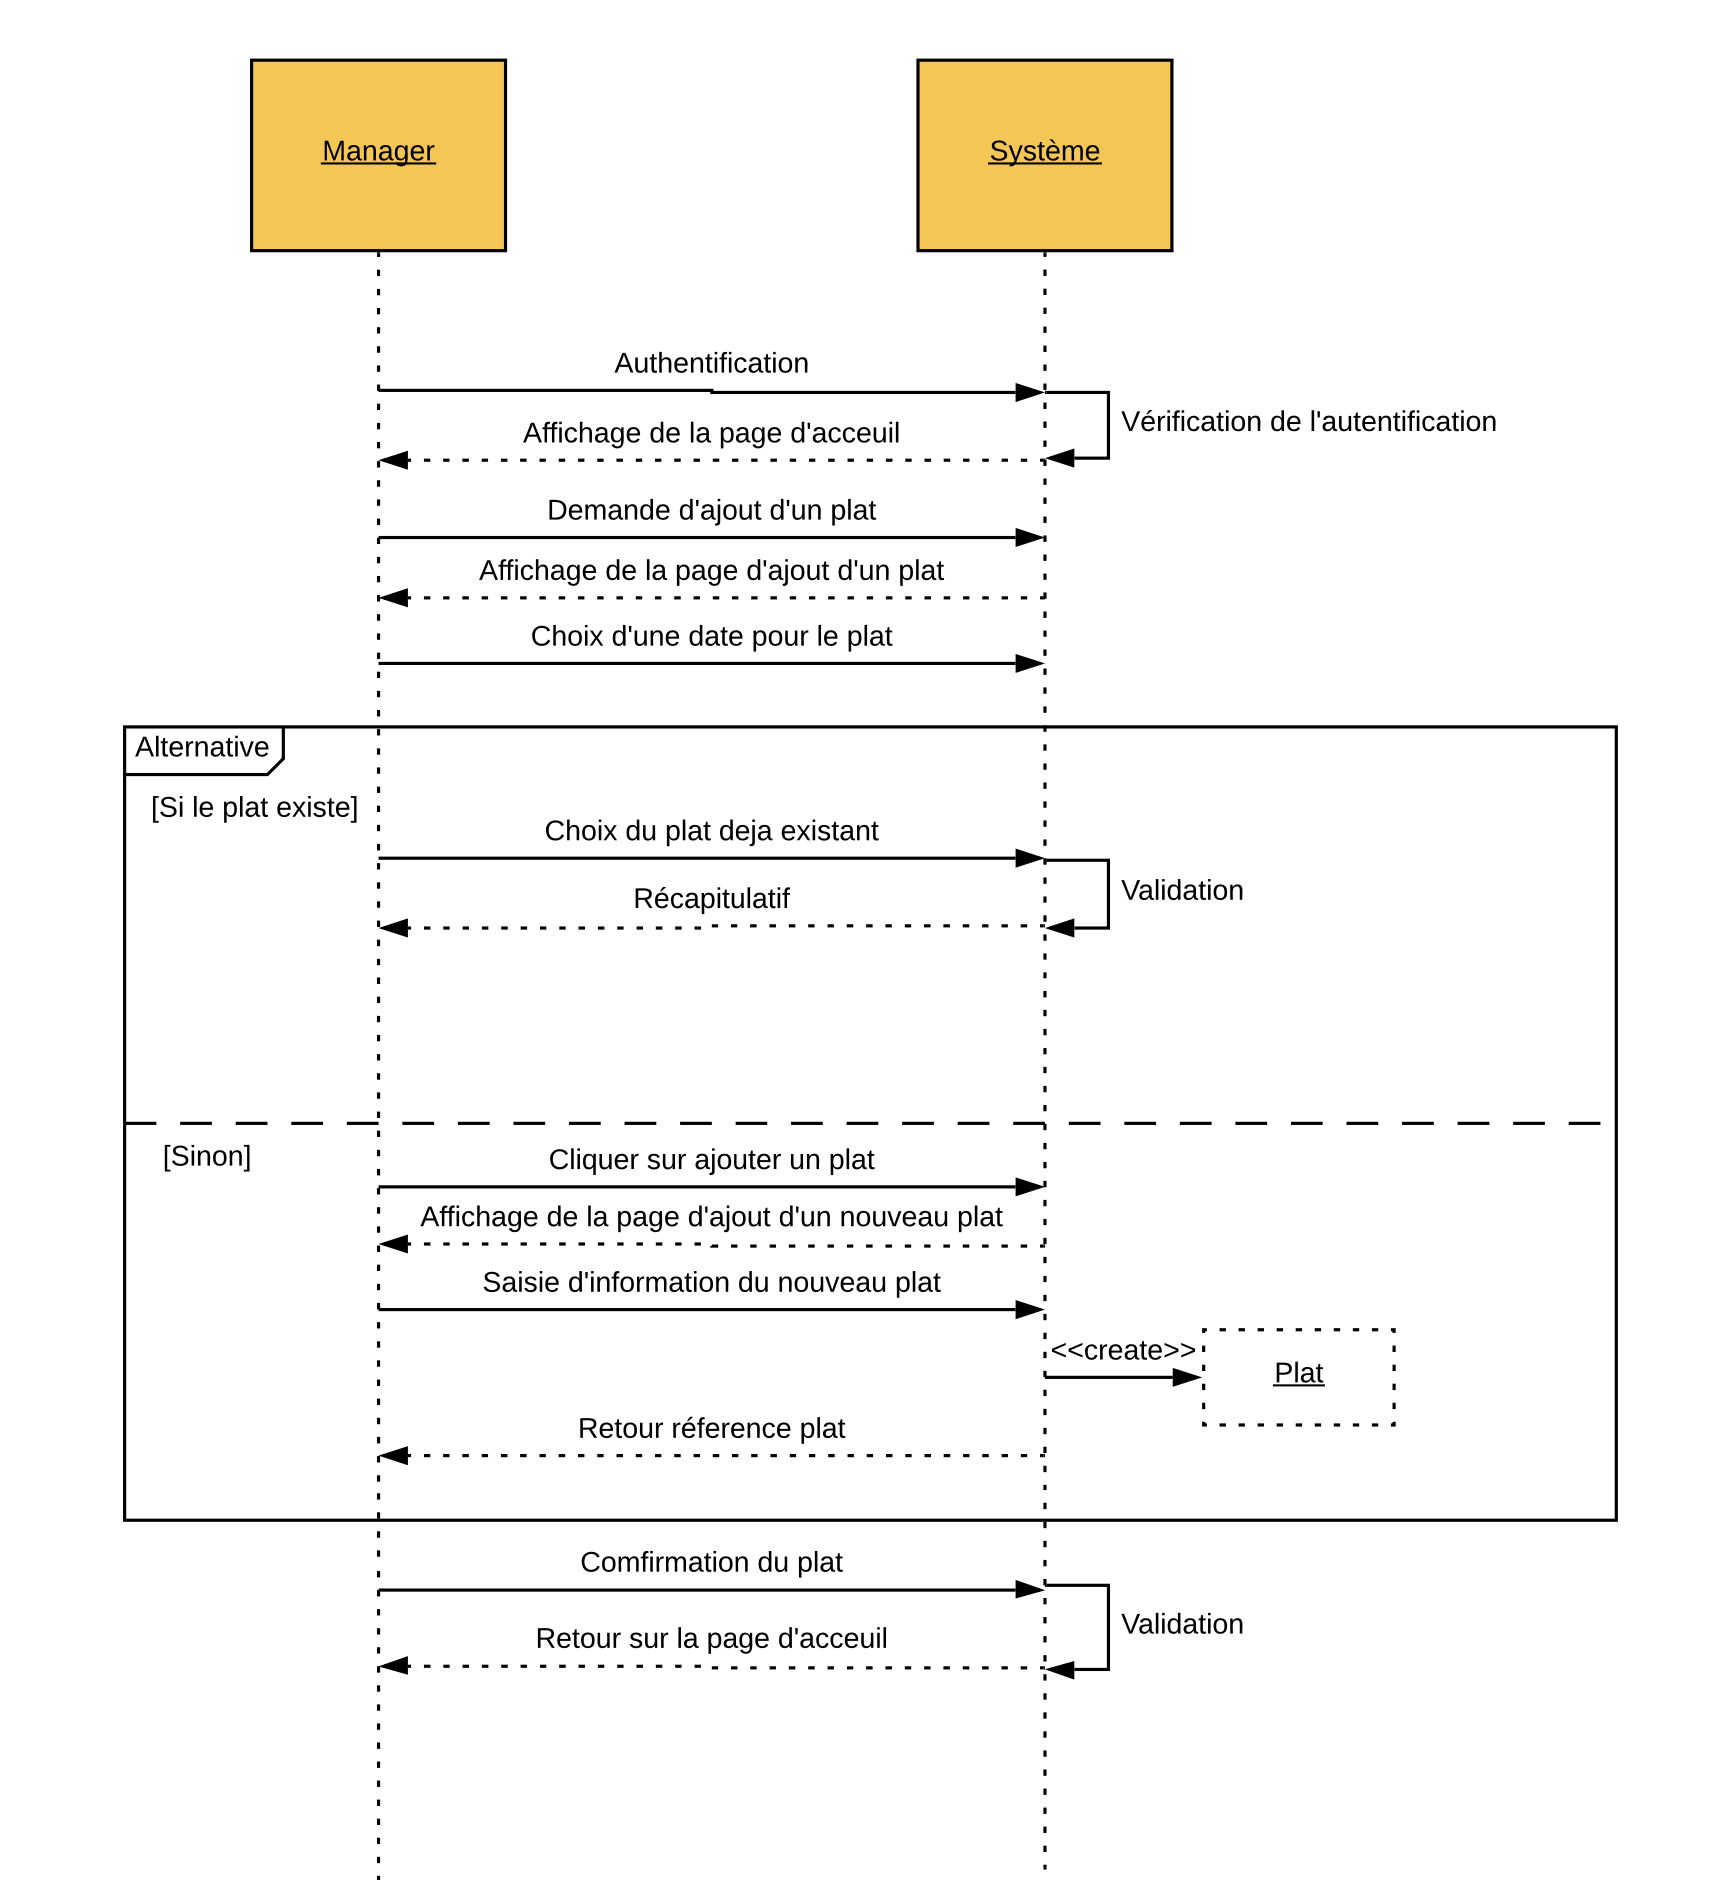 Manager
Système
Authentification
Vérification de l'autentification
Affichage de la page d'acceuil
Demande d'ajout d'un plat
Affichage de la page d'ajout d'un plat
Choix d'une date pour le plat
Alternative
[Si le plat existe]
Choix du plat deja existant
Validation
Récapitulatif
[Sinon]
Cliquer sur ajouter un plat
Affichage de la page d'ajout d'un nouveau plat
Saisie d'information du nouveau plat
<<create>>
Plat
Retour réference plat
Comfirmation du plat
Validation
Retour sur la page d'acceuil